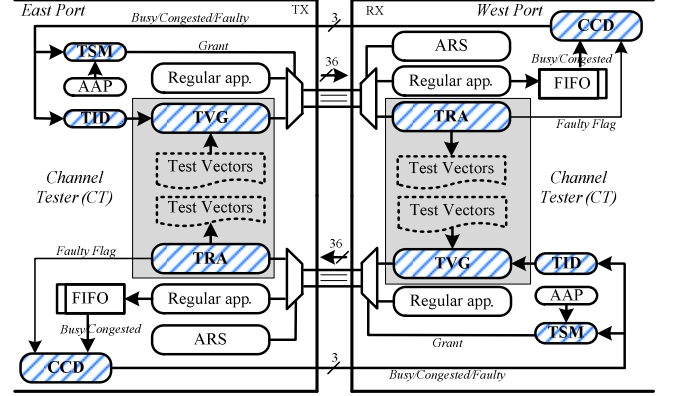 East Port
TX
RX
West Port
Busy/Congested/Faulty
3
CCD
TSM
Grant
ARS
Busy/Congested
36
AAP
Regular app.
Regular app.
FIFO
TID
TVG
TRA
Faulty Flag
Channel
Tester (CT)
Test Vectors
Test Vectors
Test Vectors
Test Vectors
Channel
Tester (CT)
Faulty Flag
TRA
36
TVG
TID
FIFO
Regular app.
Regular app.
AAP
Busy/Congested
ARS
Grant
TSM
CCD
3
Busy/Congested/Faulty